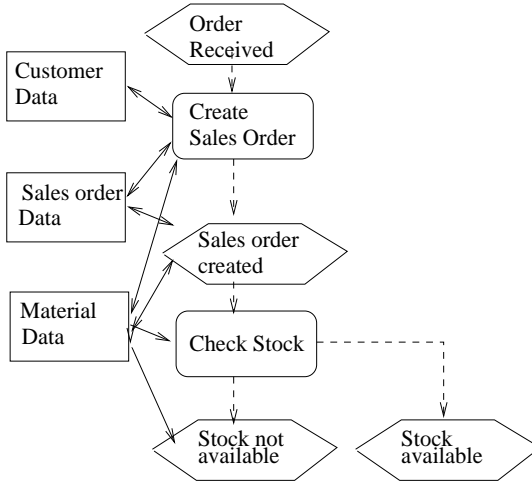 Order
Received
Customer
Data
Create
Sales Order
Sales order
Data
Sales order
created
Material
Data
Check Stock
Stock not
available
Stock
available